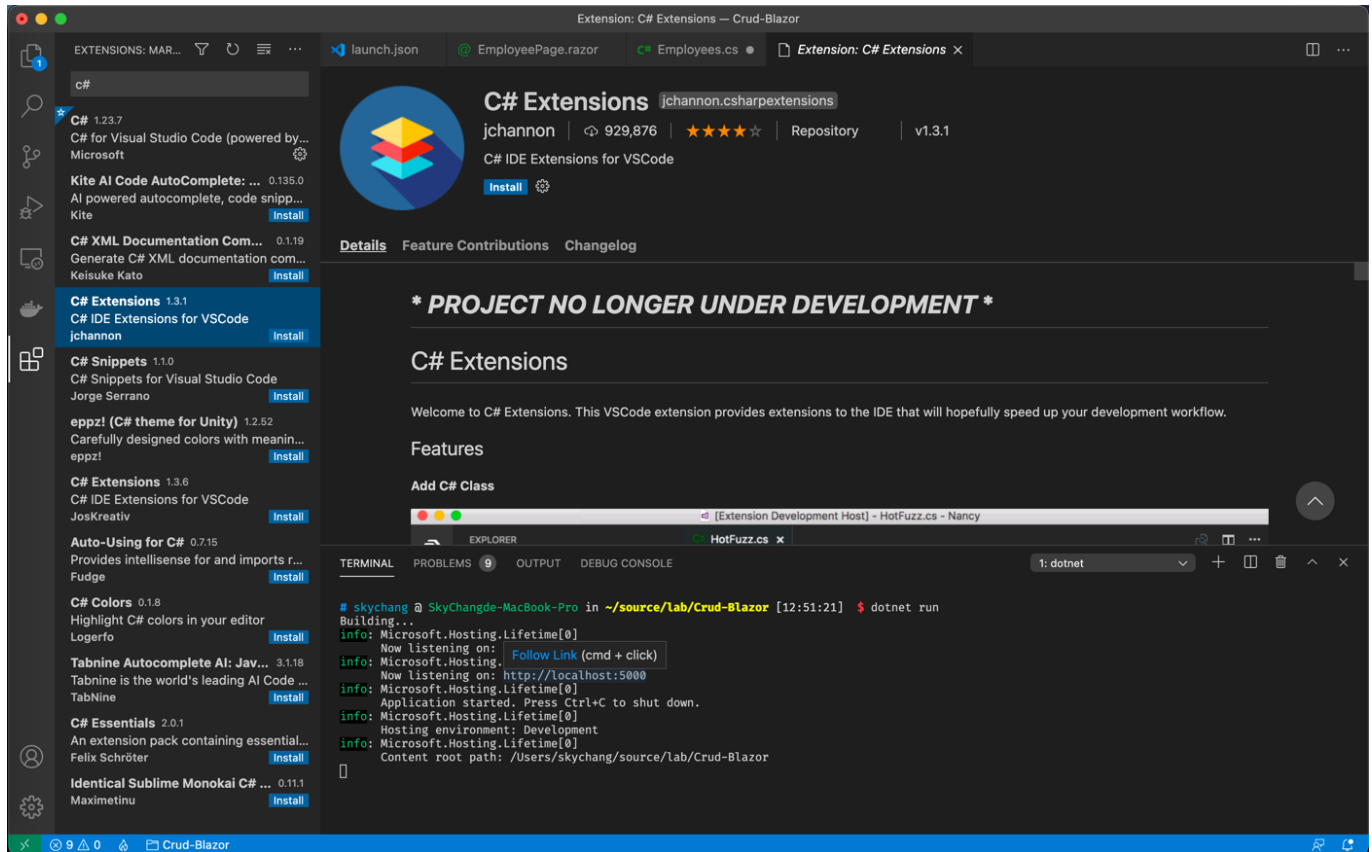 Extension: C# Extensions — Crud-Blazor
EXTENSIONS: MAR...
launch.json
EmployeePage.razor
Employees.cs
Extension: C# Extensions
1
c#
C# 1.23.7
C# for Visual Studio Code (powered by...
Microsoft
Kite AI Code AutoComplete: ... 0.135.0
AI powered autocomplete, code snipp...
Kite Install
C# XML Documentation Com... 0.1.19
Generate C# XML documentation com...
Keisuke Kato Install
C# Extensions 1.3.1
C# IDE Extensions for VSCode
jchannon Install
C# Snippets 1.1.0
C# Snippets for Visual Studio Code
Jorge Serrano Install
eppz! (C# theme for Unity) 1.2.52
Carefully designed colors with meanin...
eppz! Install
C# Extensions 1.3.6
C# IDE Extensions for VSCode
JosKreativ Install
Auto-Using for C# 0.7.15
Provides intellisense for and imports r...
Fudge Install
C# Colors 0.1.8
Highlight C# colors in your editor
Logerfo Install
Tabnine Autocomplete AI: Jav... 3.1.18
Tabnine is the world's leading AI Code ...
TabNine Install
C# Essentials 2.0.1
An extension pack containing essential...
Felix Schröter Install
Identical Sublime Monokai C# ... 0.11.1
Maximetinu Install
C# Extensions jchannon.csharpextensions
jchannon 929,876 Repository v1.3.1
C# IDE Extensions for VSCode
Install
Details Feature Contributions Changelog
* PROJECT NO LONGER UNDER DEVELOPMENT *
C# Extensions
Welcome to C# Extensions. This VSCode extension provides extensions to the IDE that will hopefully speed up your development workflow.
Features
Add C# Class
[Extension Development Host] - HotFuzz.cs - Nancy
EXPLORER
HotFuzz.cs
TERMINAL PROBLEMS 9 OUTPUT DEBUG CONSOLE 1: dotnet
# skychang @ SkyChangde-MacBook-Pro in ~/source/lab/Crud-Blazor [12:51:21] $ dotnet run
Building...
info: Microsoft.Hosting.Lifetime[0]
Now listening on:
Follow Link (cmd + click)
info: Microsoft.Hosting.
Now listening on: http://localhost:5000
info: Microsoft.Hosting.Lifetime[0]
Application started. Press Ctrl+C to shut down.
info: Microsoft.Hosting.Lifetime[0]
Hosting environment: Development
info: Microsoft.Hosting.Lifetime[0]
Content root path: /Users/skychang/source/lab/Crud-Blazor
9 0 Crud-Blazor